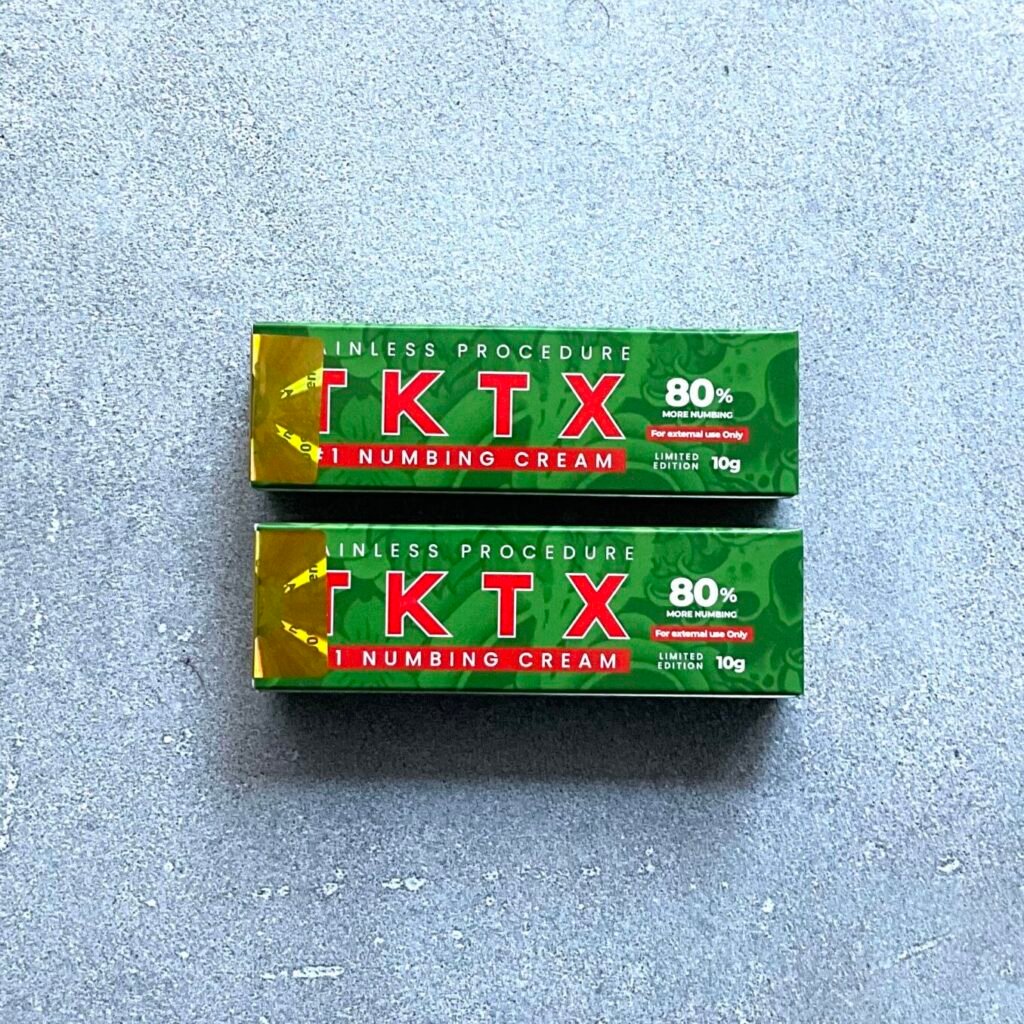 AINLESS PROCEDURE
TKTX
#1 NUMBING CREAM
80%
MORE NUMBING
For external use Only
LIMITED
EDITION
10g
AINLESS PROCEDURE
TKTX
1 NUMBING CREAM
80%
MORE NUMBING
For external use Only
LIMITED
EDITION
10g